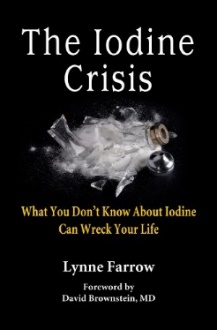 The Iodine
Crisis
What You Don't Know About Iodine
Can Wreck Your Life
Lynne Farrow
Foreword by
David Brownstein, MD